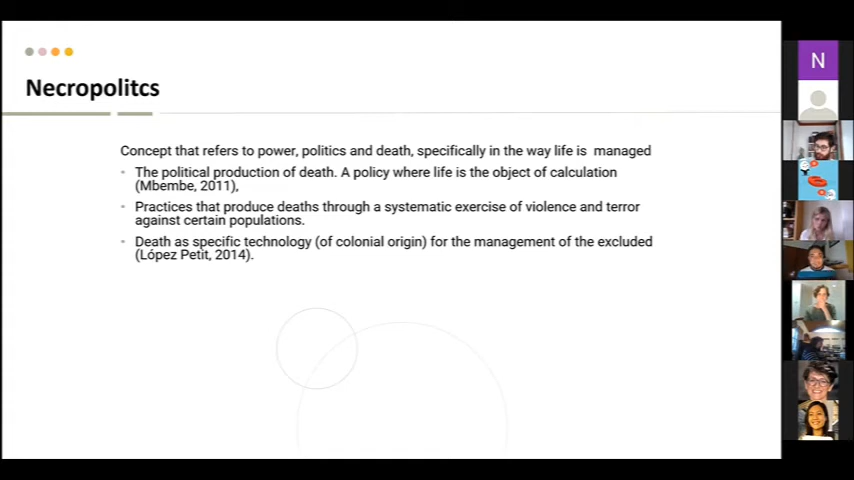 Necropolitcs
Concept that refers to power, politics and death, specifically in the way life is managed
The political production of death. A policy where life is the object of calculation
(Mbembe, 2011),
Practices that produce deaths through a systematic exercise of violence and terror
against certain populations.
Death as specific technology (of colonial origin) for the management of the excluded
(López Petit, 2014).
N